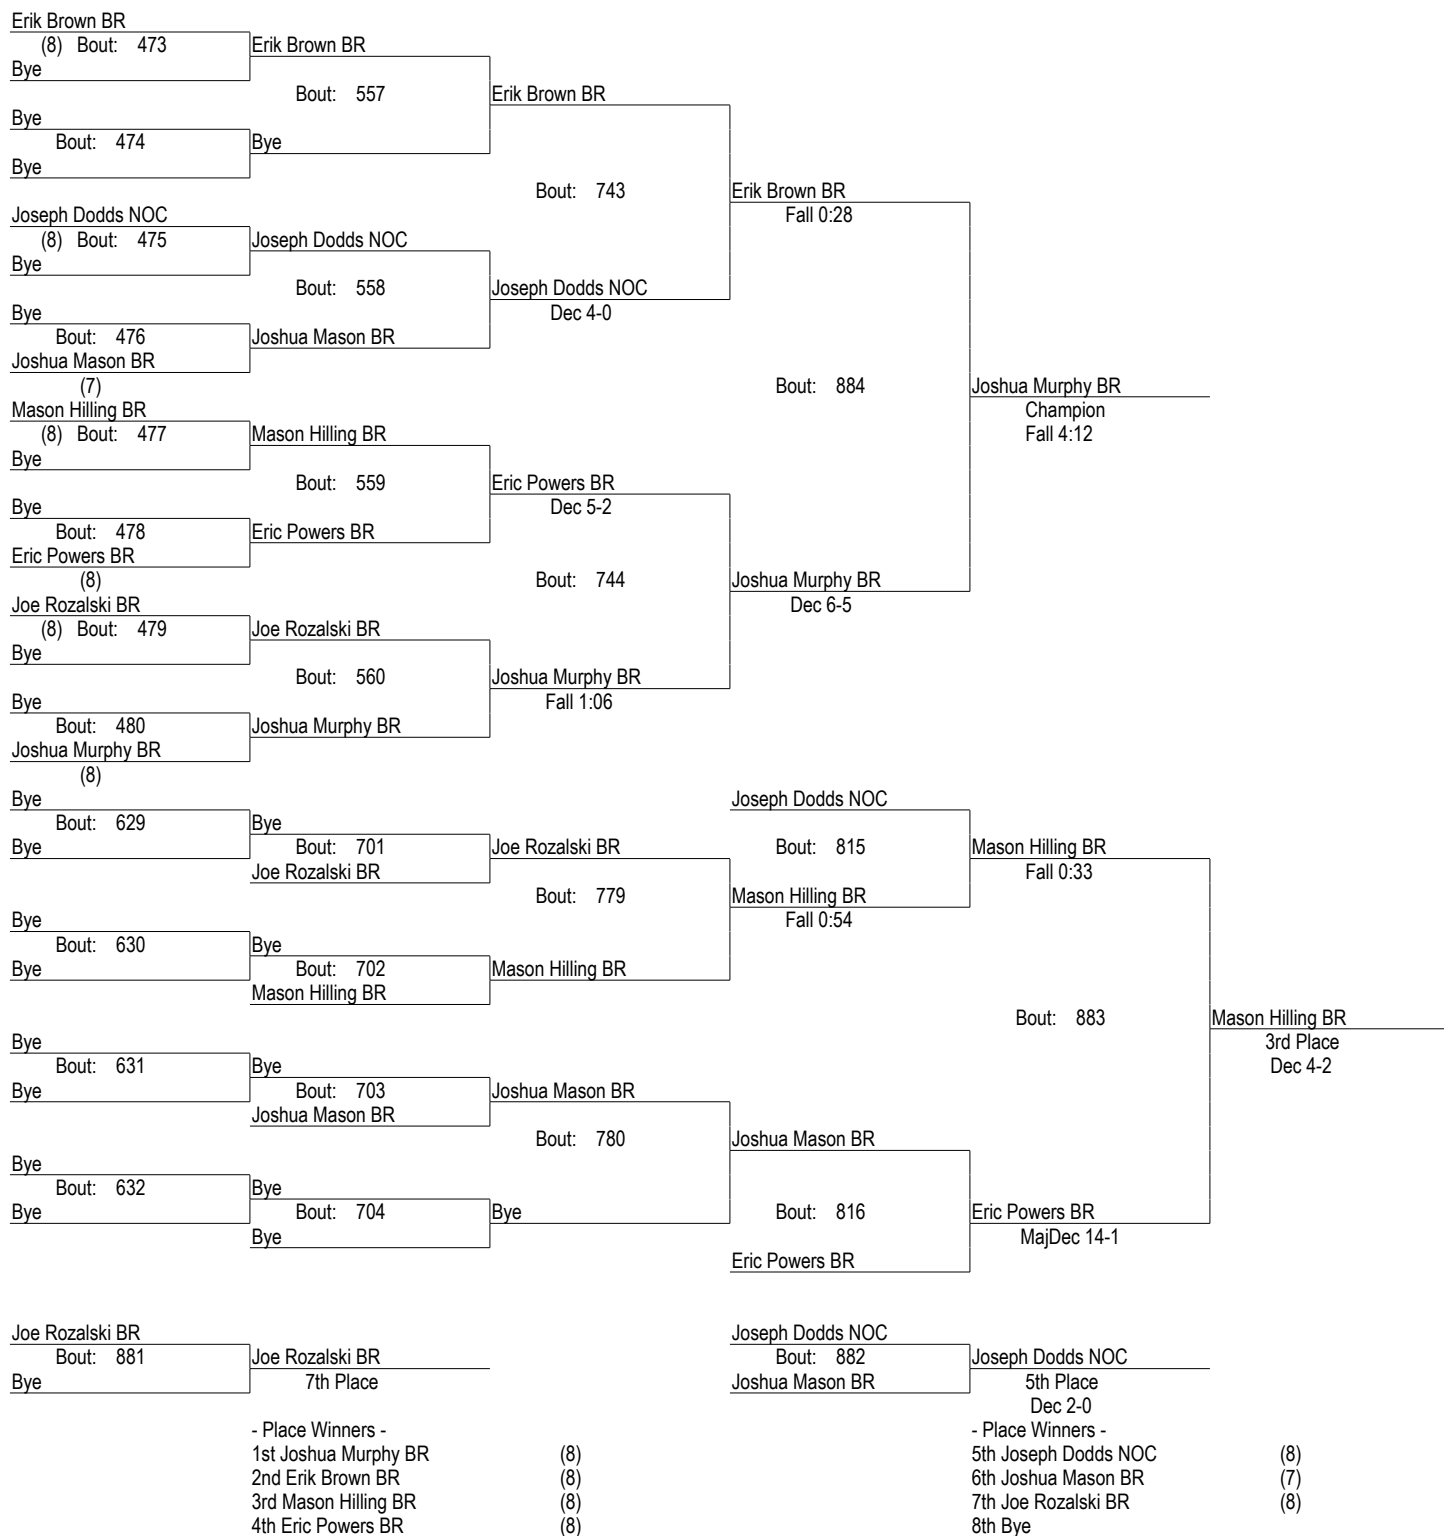 Erik Brown BR
(8) Bout: 473 Erik Brown BR
Bye
Bout: 557 Erik Brown BR
Bye
Bout: 474 Bye
Bye
Bout: 743 Erik Brown BR
Joseph Dodds NOC Fall 0:28
(8) Bout: 475 Joseph Dodds NOC
Bye
Bout: 558 Joseph Dodds NOC
Bye Dec 4-0
Bout: 476 Joshua Mason BR
Joshua Mason BR
(7) Bout: 884 Joshua Murphy BR
Mason Hilling BR Champion
(8) Bout: 477 Mason Hilling BR Fall 4:12
Bye
Bout: 559 Eric Powers BR
Bye Dec 5-2
Bout: 478 Eric Powers BR
Eric Powers BR
(8) Bout: 744 Joshua Murphy BR
Joe Rozalski BR Dec 6-5
(8) Bout: 479 Joe Rozalski BR
Bye
Bout: 560 Joshua Murphy BR
Bye Fall 1:06
Bout: 480 Joshua Murphy BR
Joshua Murphy BR
(8)
Bye Joseph Dodds NOC
Bout: 629 Bye
Bye Bout: 701 Joe Rozalski BR Bout: 815 Mason Hilling BR
Joe Rozalski BR Fall 0:33
Bout: 779 Mason Hilling BR
Bye Fall 0:54
Bout: 630 Bye
Bye Bout: 702 Mason Hilling BR
Mason Hilling BR
Bout: 883 Mason Hilling BR
Bye 3rd Place
Bout: 631 Bye Dec 4-2
Bye Bout: 703 Joshua Mason BR
Joshua Mason BR
Bout: 780 Joshua Mason BR
Bye
Bout: 632 Bye
Bye Bout: 704 Bye Bout: 816 Eric Powers BR
Bye MajDec 14-1
Eric Powers BR
Joe Rozalski BR Joseph Dodds NOC
Bout: 881 Joe Rozalski BR Bout: 882 Joseph Dodds NOC
Bye 7th Place Joshua Mason BR 5th Place
Dec 2-0
- Place Winners - - Place Winners -
1st Joshua Murphy BR (8) 5th Joseph Dodds NOC (8)
2nd Erik Brown BR (8) 6th Joshua Mason BR (7)
3rd Mason Hilling BR (8) 7th Joe Rozalski BR (8)
4th Eric Powers BR (8) 8th Bye